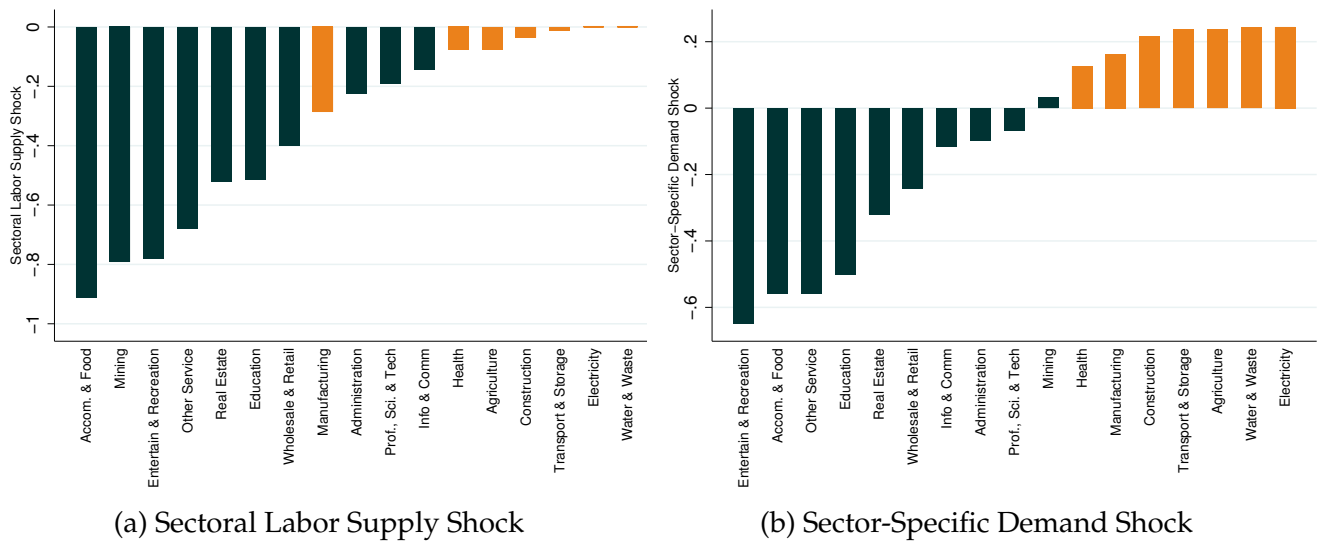 Sectoral Labor Supply Shock
0
-.2
-.4
-.6
-.8
-1
Accom. & Food
Mining
Entertain & Recreation
Other Service
Real Estate
Education
Wholesale & Retail
Manufacturing
Administration
Prof., Sci. & Tech
Info & Comm
Health
Agriculture
Construction
Transport & Storage
Electricity
Water & Waste
(a) Sectoral Labor Supply Shock
Sector-Specific Demand Shock
.2
0
-.2
-.4
-.6
Entertain & Recreation
Accom. & Food
Other Service
Education
Real Estate
Wholesale & Retail
Info & Comm
Administration
Prof., Sci. & Tech
Mining
Health
Manufacturing
Construction
Transport & Storage
Agriculture
Water & Waste
Electricity
(b) Sector-Specific Demand Shock